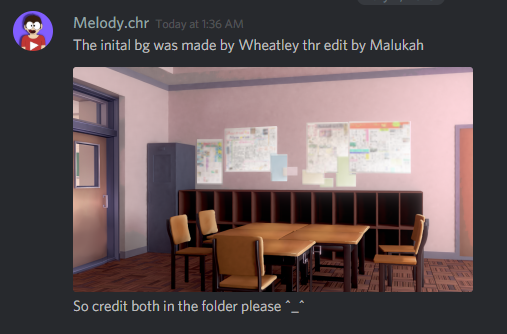 Melody.chr Today at 1:36 AM
The inital bg was made by Wheatley thr edit by Malukah
So credit both in the folder please ^_^